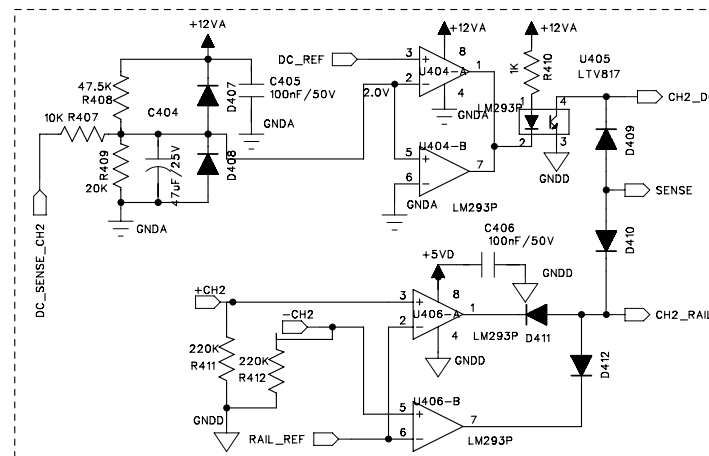 +12VA
+12VA
+12VA
DC_REF
3
8
1
U404-A
2
4
2.0V
GNDA
1K
R410
U405
LTV817
1
4
2
3
LM293P
CH2_D
47.5K
R408
D407
C405
100nF/50V
GNDA
10K R407
C404
47uF/25V
R409
20K
D408
GNDA
U404-B
5
7
6
GNDA
LM293P
GNDD
D409
SENSE
D410
DC_SENSE_CH2
C406
100nF/50V
+5VD
GNDD
+CH2
3
8
1
U406-A
2
4
LM293P
GNDD
D411
CH2_RAIL
-CH2
220K
R411
220K
R412
GNDD
D412
U406-B
5
7
6
LM293P
RAIL_REF